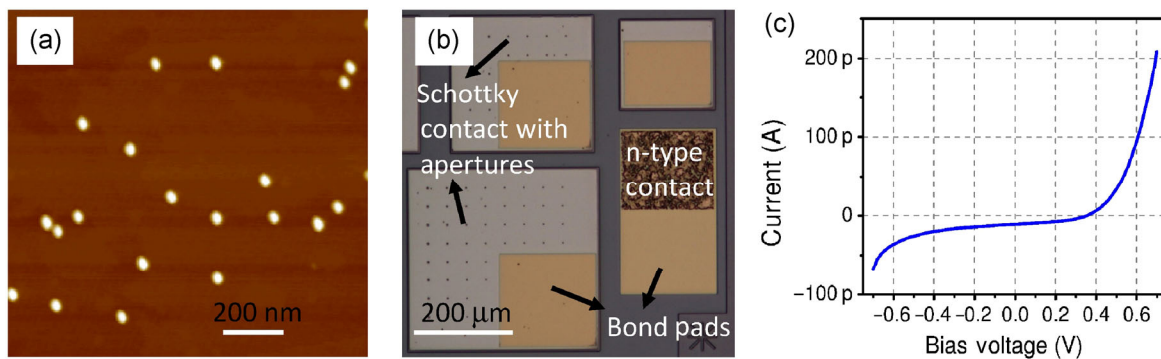 (a)
200 nm
(b)
Schottky
contact with
apertures
n-type
contact
200 μm
Bond pads
(c)
Current (A)
200 p
100 p
0
−100 p
−0.6 −0.4 −0.2 0.0 0.2 0.4 0.6
Bias voltage (V)